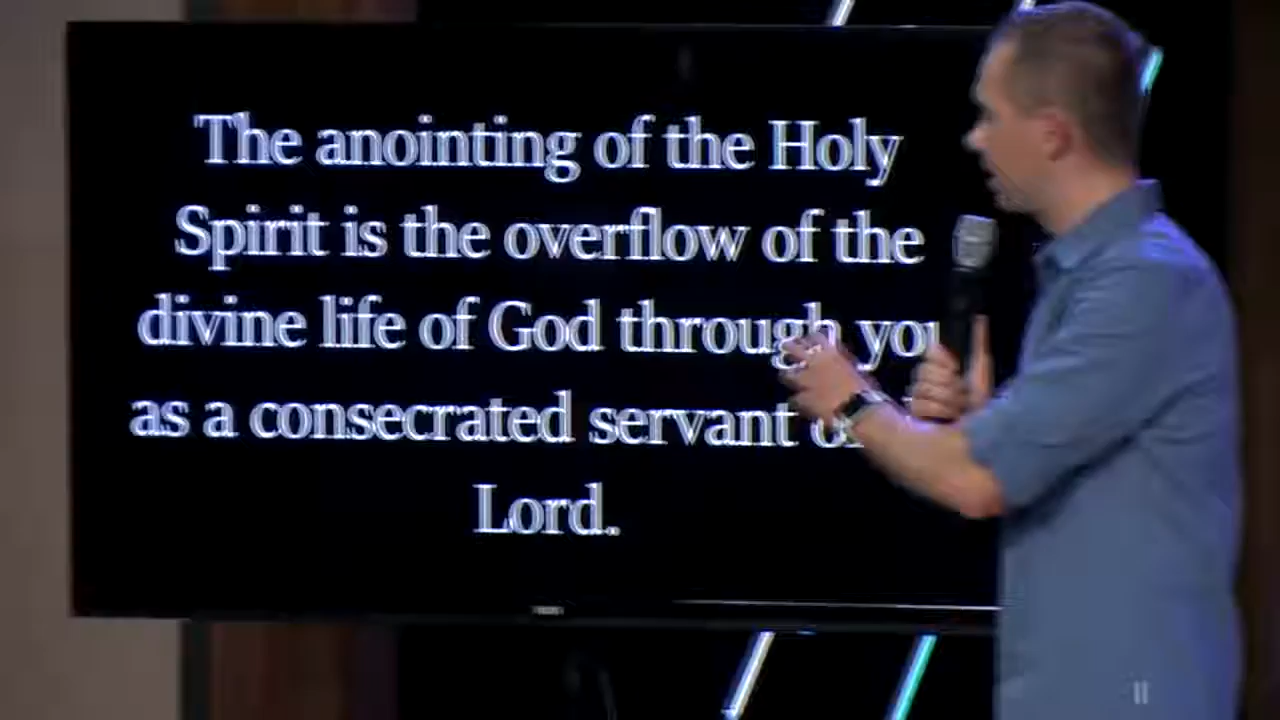 The anointing of the Holy
Spirit is the overflow of the
divine life of God through you
as a consecrated servant
Lord.